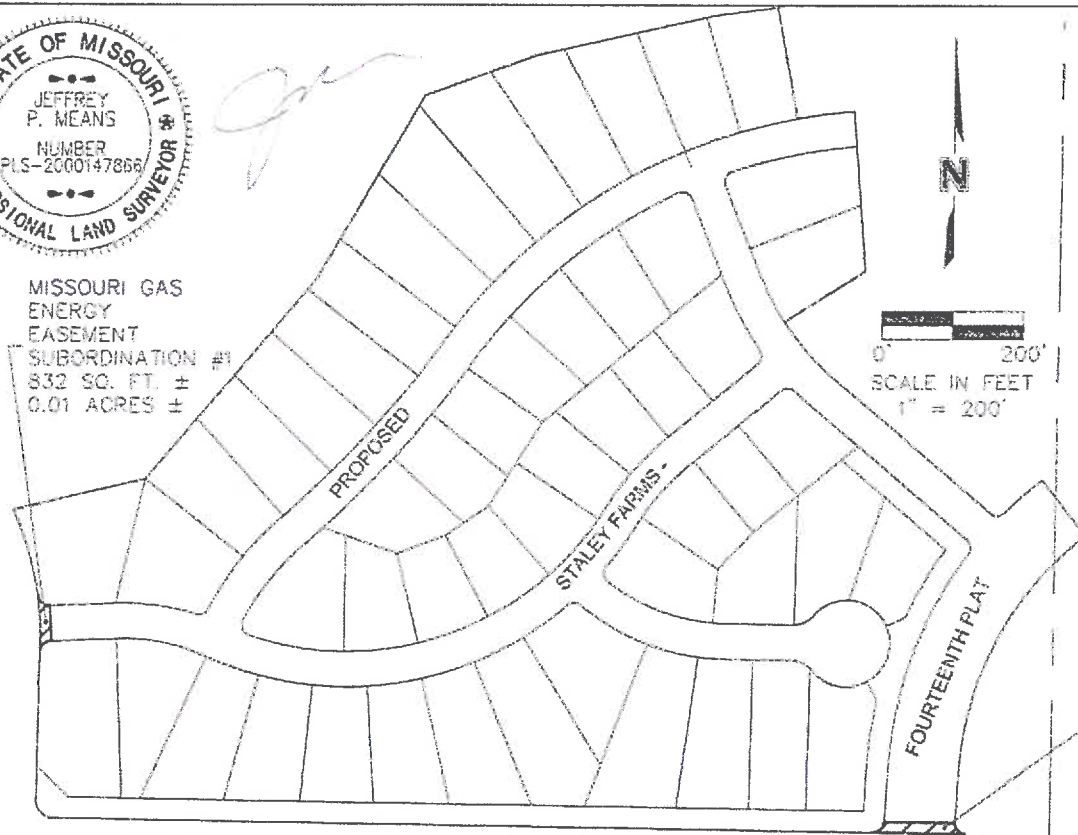 STATE OF MISSOURI
JEFFREY
P. MEANS
NUMBER
PLS-2000147866
PROFESSIONAL LAND SURVEYOR
MISSOURI GAS
ENERGY
EASEMENT
SUBORDINATION #1
832 SQ. FT. ±
0.01 ACRES ±
N
0' 200'
SCALE IN FEET
1" = 200'
PROPOSED
STALEY FARMS -
FOURTEENTH PLAT